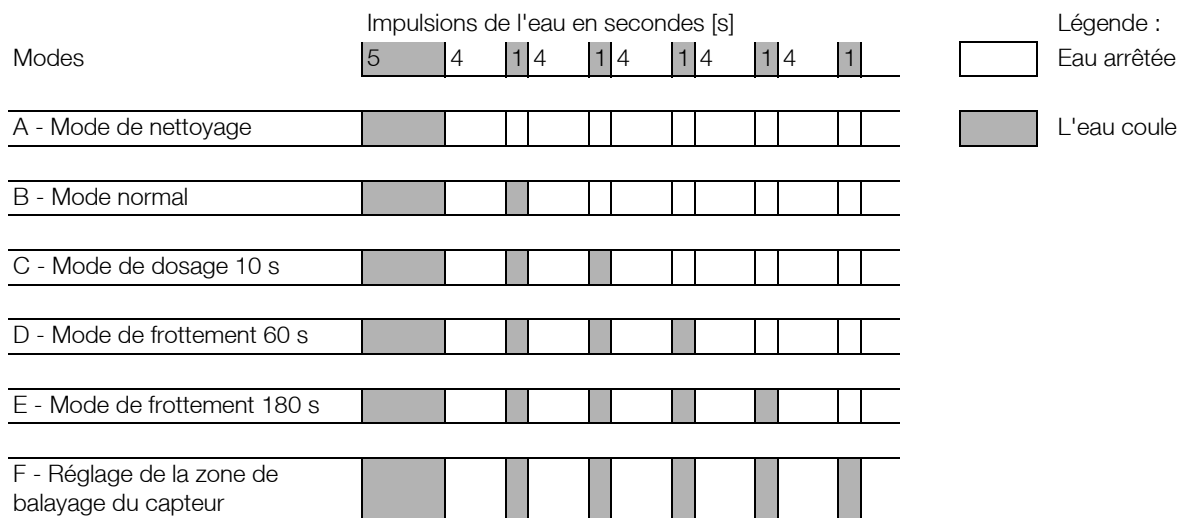 Impulsions de l'eau en secondes [s]
Légende :
Modes
5 4 1 4 1 4 1 4 1 4 1
Eau arrêtée
A - Mode de nettoyage
L'eau coule
B - Mode normal
C - Mode de dosage 10 s
D - Mode de frottement 60 s
E - Mode de frottement 180 s
F - Réglage de la zone de
balayage du capteur